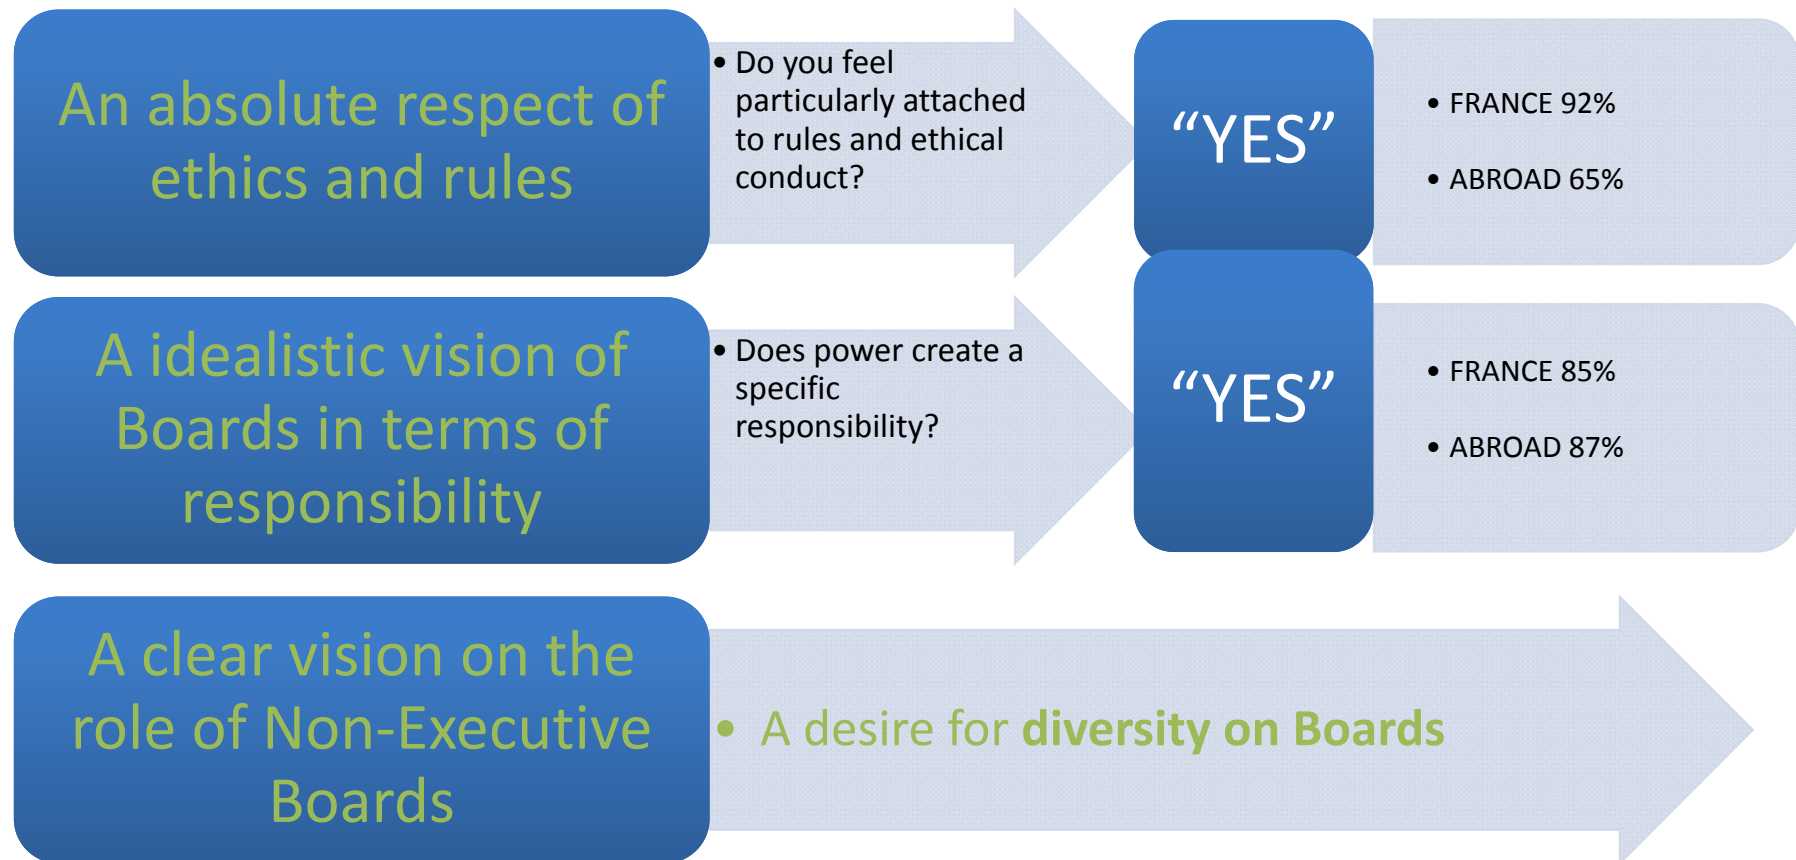 An absolute respect of
ethics and rules
• Do you feel
particularly attached
to rules and ethical
conduct?
“YES”
• FRANCE 92%
• ABROAD 65%
A idealistic vision of
Boards in terms of
responsibility
• Does power create a
specific
responsibility?
“YES”
• FRANCE 85%
• ABROAD 87%
A clear vision on the
role of Non-Executive
Boards
• A desire for diversity on Boards